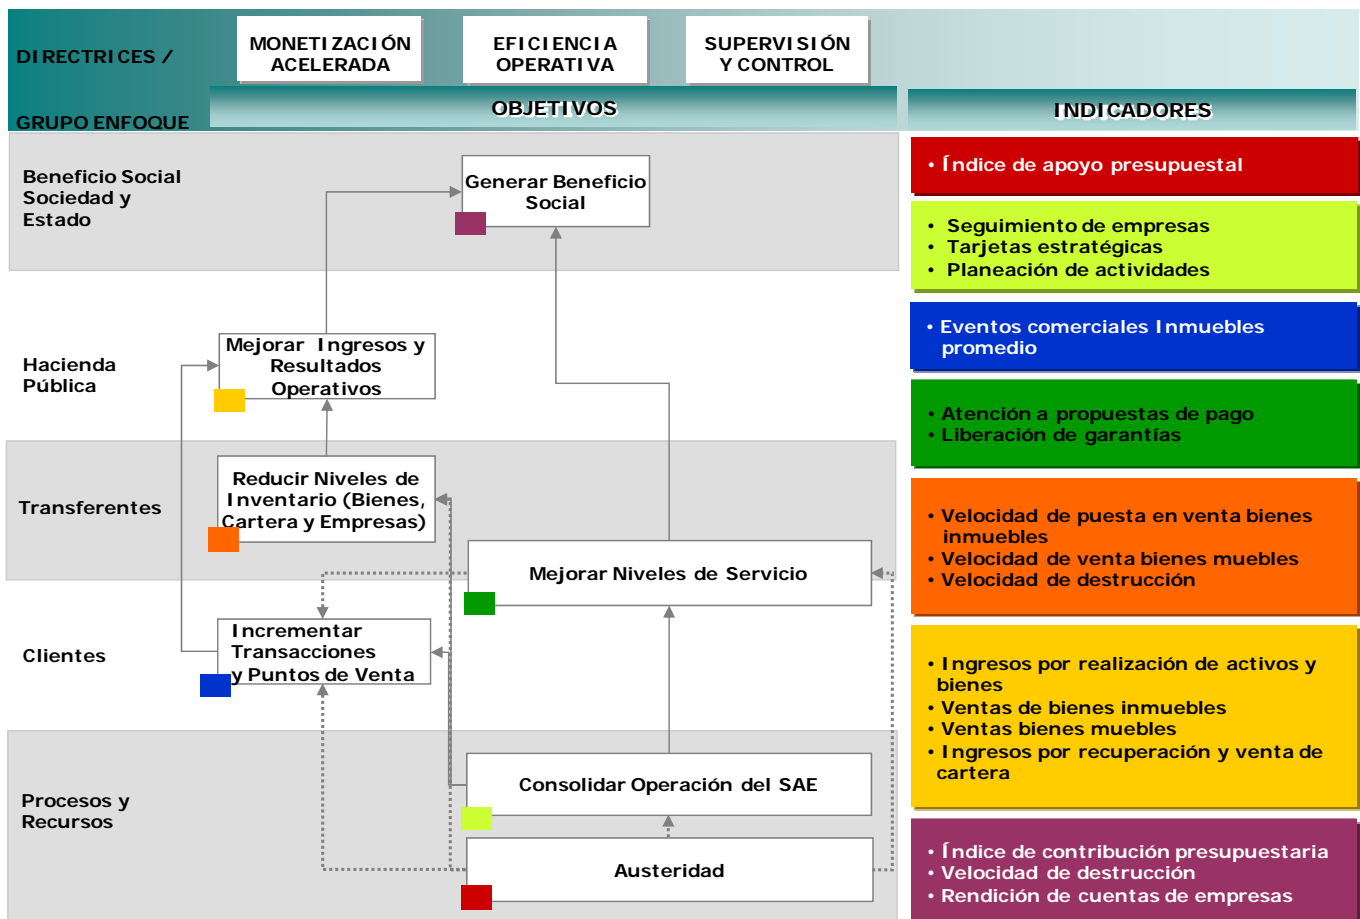 DIRECTRICES /
MONETIZACIÓN
ACELERADA
EFICIENCIA
OPERATIVA
SUPERVISIÓN
Y CONTROL
GRUPO ENFOQUE
OBJETIVOS
INDICADORES
Beneficio Social
Sociedad y
Estado
Generar Beneficio
Social
Hacienda
Pública
Mejorar Ingresos y
Resultados
Operativos
Transferentes
Reducir Niveles de
Inventario (Bienes,
Cartera y Empresas)
Mejorar Niveles de Servicio
Clientes
Incrementar
Transacciones
y Puntos de Venta
Procesos y
Recursos
Consolidar Operación del SAE
Austeridad
• Índice de apoyo presupuestal
• Seguimiento de empresas
• Tarjetas estratégicas
• Planeación de actividades
• Eventos comerciales Inmuebles
promedio
• Atención a propuestas de pago
• Liberación de garantías
• Velocidad de puesta en venta bienes
inmuebles
• Velocidad de venta bienes muebles
• Velocidad de destrucción
• Ingresos por realización de activos y
bienes
• Ventas de bienes inmuebles
• Ventas bienes muebles
• Ingresos por recuperación y venta de
cartera
• Índice de contribución presupuestaria
• Velocidad de destrucción
• Rendición de cuentas de empresas